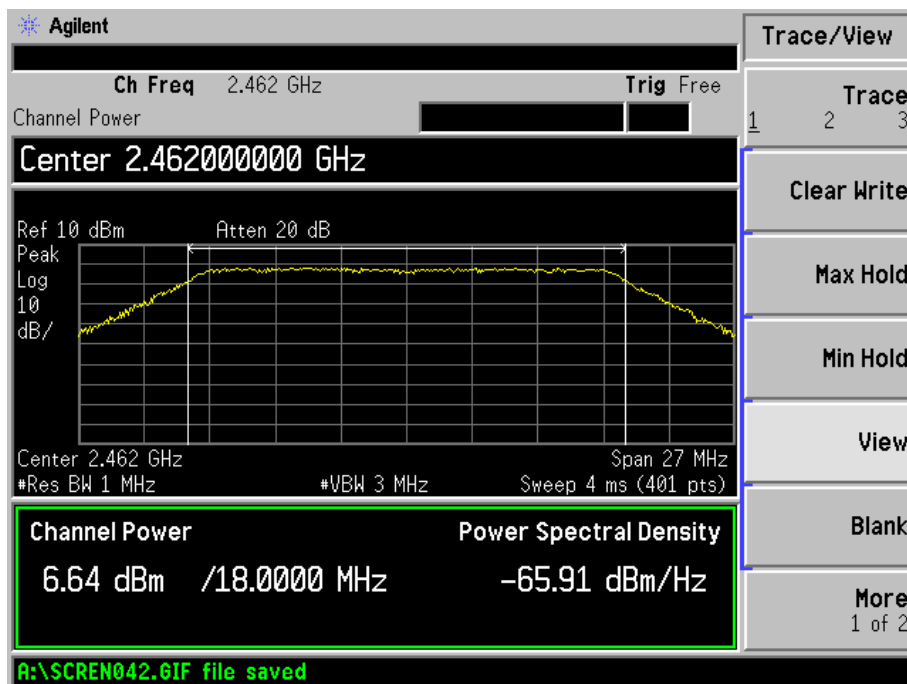 Agilent
Ch Freq 2.462 GHz Trig Free
Channel Power
Center 2.462000000 GHz
Ref 10 dBm Atten 20 dB
Peak
Log
10
dB/
Center 2.462 GHz Span 27 MHz
#Res BW 1 MHz #VBW 3 MHz Sweep 4 ms (401 pts)
Channel Power Power Spectral Density
6.64 dBm /18.0000 MHz -65.91 dBm/Hz
A:\SCREN042.GIF file saved
Trace/View
Trace
1 2 3
Clear Write
Max Hold
Min Hold
View
Blank
More
1 of 2